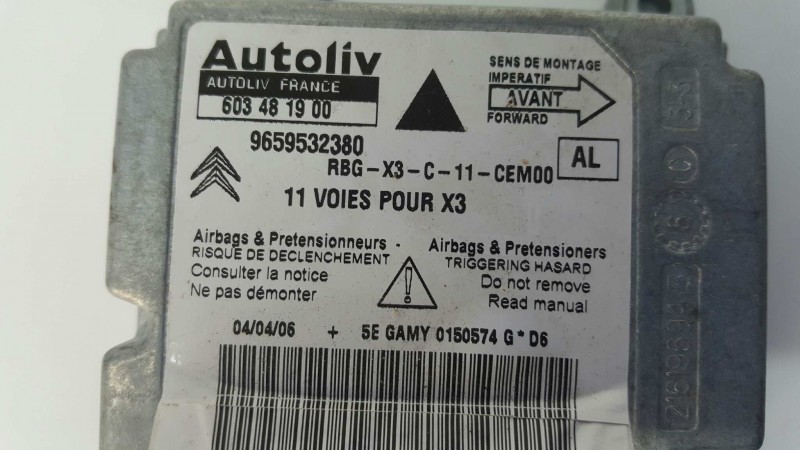 Autoliv
AUTOLIV FRANCE
603 48 19 00
SENS DE MONTAGE
IMPERATIF
AVANT
FORWARD
9659532380
RBG-X3-C-11-CEM00
AL
11 VOIES POUR X3
Airbags & Pretensionneurs -
RISQUE DE DECLENCHEMENT
Consulter la notice
Ne pas démonter
Airbags & Pretensioners
TRIGGERING HASARD
Do not remove
Read manual
04/04/06 + 5E GAMY 0150574 G * D6